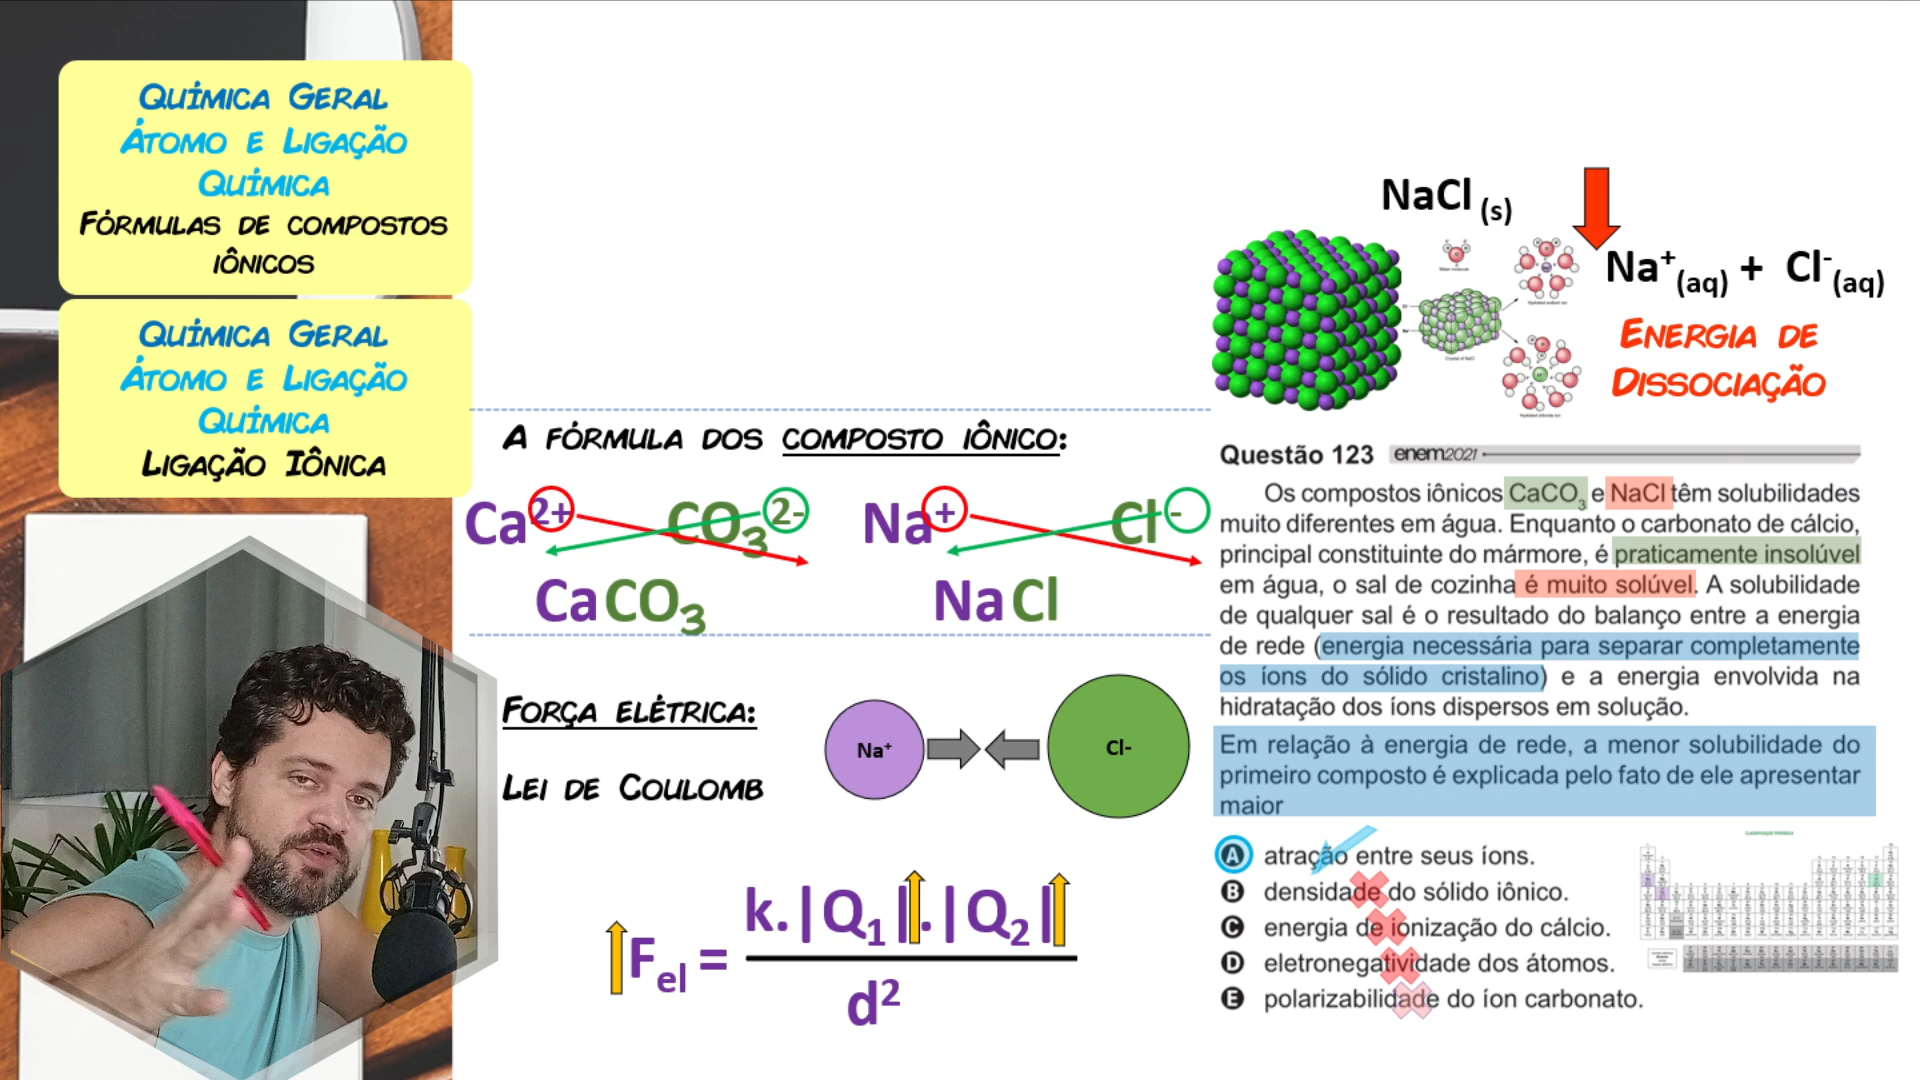 QUÍMICA GERAL
ÁTOMO E LIGAÇÃO
QUÍMICA
FÓRMULAS DE COMPOSTOS
IÔNICOS
QUÍMICA GERAL
ÁTOMO E LIGAÇÃO
QUÍMICA
LIGAÇÃO IÔNICA
A FÓRMULA DOS COMPOSTO IÔNICO:
Ca²⁺ CO₃²⁻ Na⁺ Cl⁻
CaCO₃ NaCl
FORÇA ELÉTRICA:
LEI DE COULOMB
Na⁺ Cl-
Fel = k.|Q₁|.|Q₂|
d²
NaCl (s)
Na⁺(aq) + Cl⁻(aq)
ENERGIA DE
DISSOCIAÇÃO
Questão 123 enem2021
Os compostos iônicos CaCO₃ e NaCl têm solubilidades
muito diferentes em água. Enquanto o carbonato de cálcio,
principal constituinte do mármore, é praticamente insolúvel
em água, o sal de cozinha é muito solúvel. A solubilidade
de qualquer sal é o resultado do balanço entre a energia
de rede (energia necessária para separar completamente
os íons do sólido cristalino) e a energia envolvida na
hidratação dos íons dispersos em solução.
Em relação à energia de rede, a menor solubilidade do
primeiro composto é explicada pelo fato de ele apresentar
maior
A atração entre seus íons.
B densidade do sólido iônico.
C energia de ionização do cálcio.
D eletronegatividade dos átomos.
E polarizabilidade do íon carbonato.